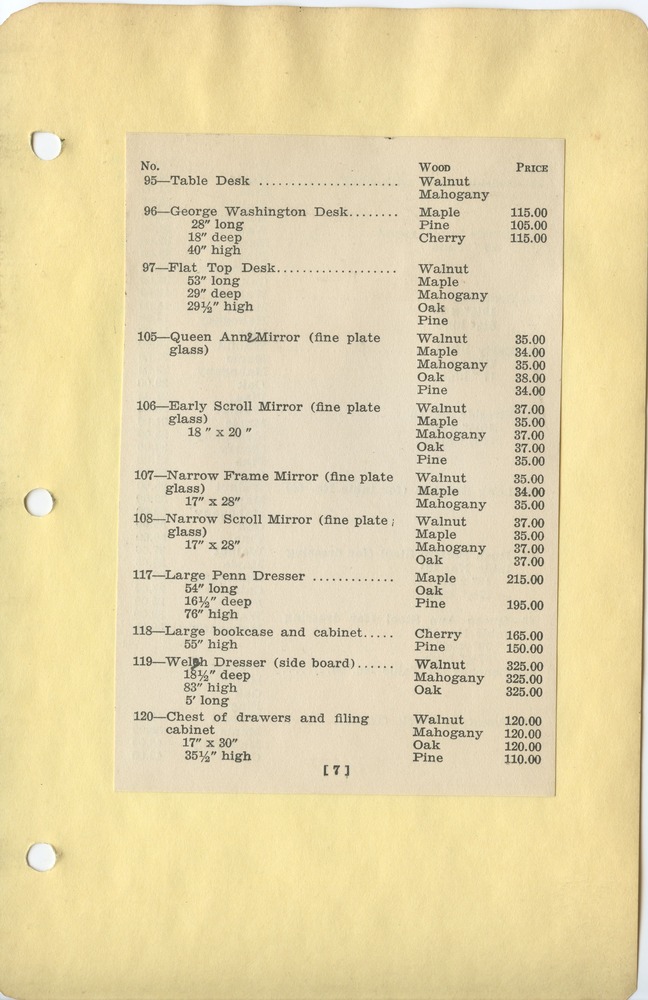 No. WOOD PRICE
95—Table Desk ...................... Walnut
Mahogany
96—George Washington Desk........ Maple 115.00
28" long Pine 105.00
18" deep Cherry 115.00
40" high
97—Flat Top Desk................... Walnut
53" long Maple
29" deep Mahogany
29½" high Oak
Pine
105—Queen Anne Mirror (fine plate Walnut 35.00
glass) Maple 34.00
Mahogany 35.00
Oak 38.00
Pine 34.00
106—Early Scroll Mirror (fine plate Walnut 37.00
glass) Maple 35.00
18 " x 20 " Mahogany 37.00
Oak 37.00
Pine 35.00
107—Narrow Frame Mirror (fine plate Walnut 35.00
glass) Maple 34.00
17" x 28" Mahogany 35.00
108—Narrow Scroll Mirror (fine plate ; Walnut 37.00
glass) Maple 35.00
17" x 28" Mahogany 37.00
Oak 37.00
117—Large Penn Dresser ............. Maple 215.00
54" long Oak
16½" deep Pine 195.00
76" high
118—Large bookcase and cabinet..... Cherry 165.00
55" high Pine 150.00
119—Welsh Dresser (side board)...... Walnut 325.00
18½" deep Mahogany 325.00
83" high Oak 325.00
5' long
120—Chest of drawers and filing Walnut 120.00
cabinet Mahogany 120.00
17" x 30" Oak 120.00
35½" high Pine 110.00
[7]